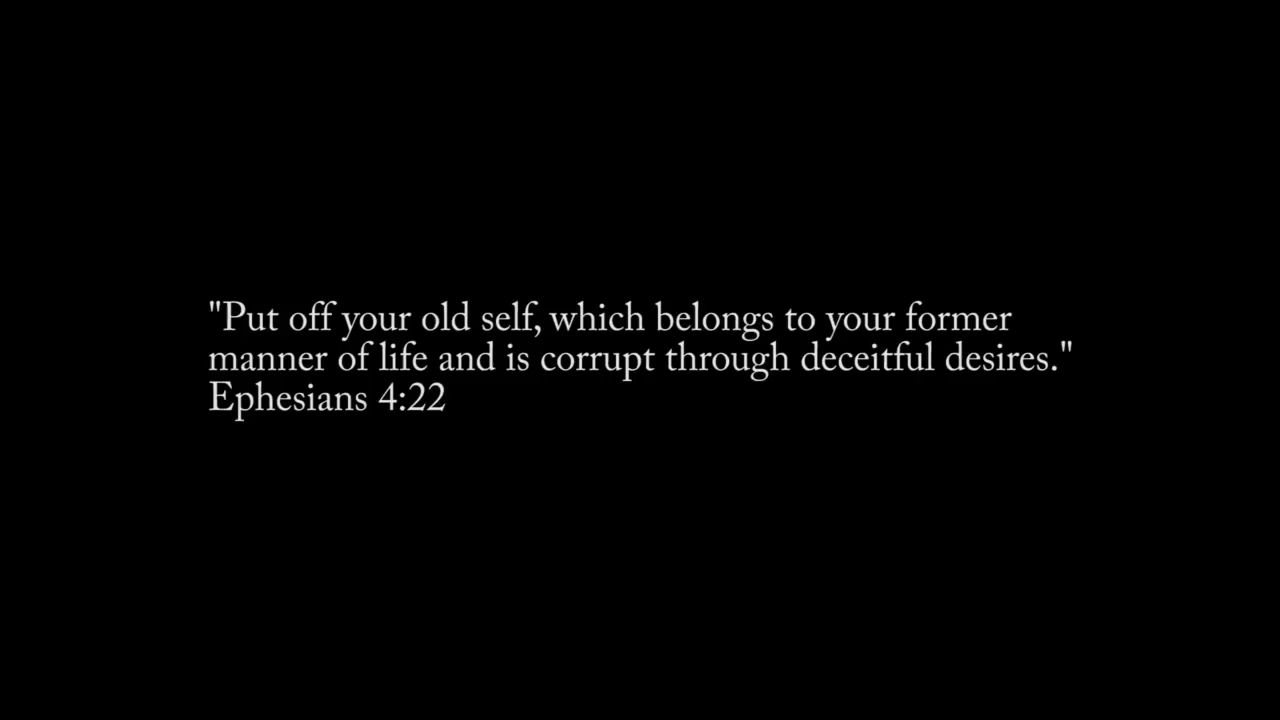 "Put off your old self, which belongs to your former
manner of life and is corrupt through deceitful desires."
Ephesians 4:22